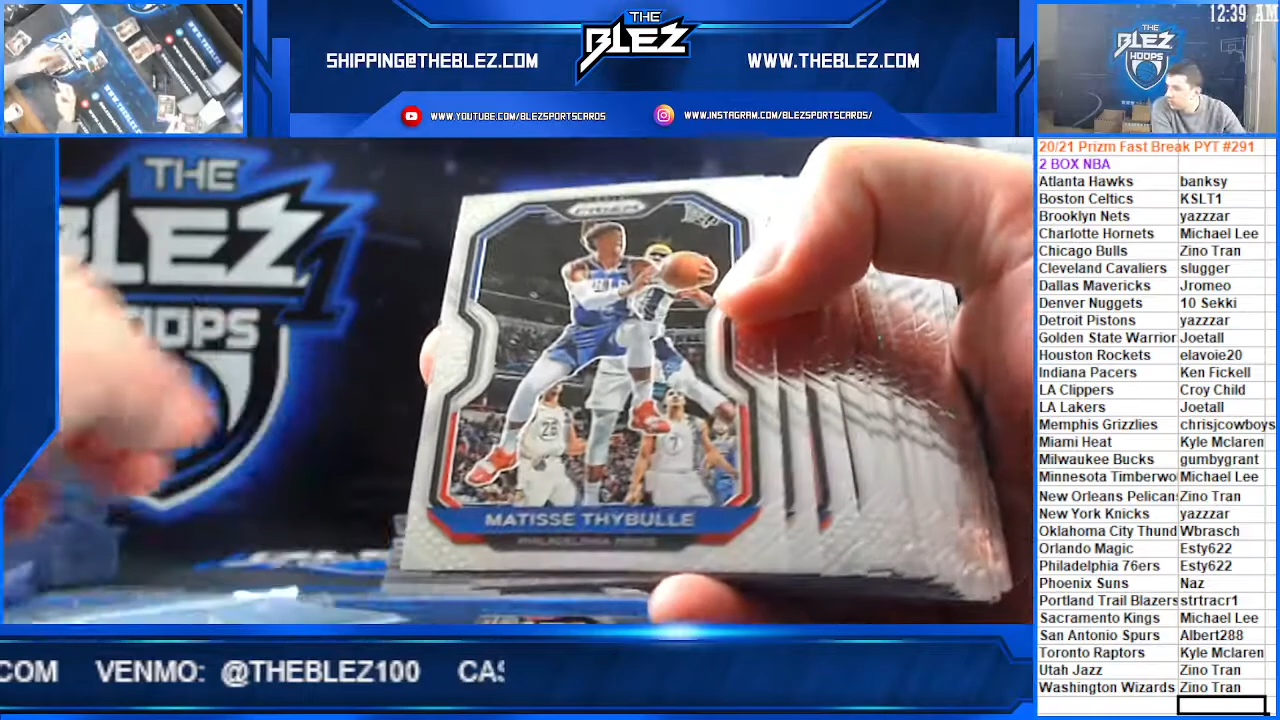 SHIPPING@THEBLEZ.COM
THE
BLEZ
WWW.THEBLEZ.COM
WWW.YOUTUBE.COM/BLEZSPORTSCARDS
WWW.INSTAGRAM.COM/BLEZSPORTSCARDS/
12:39 AM
THE
BLEZ
HOOPS
20/21 Prizm Fast Break PYT #291
2 BOX NBA
Atlanta Hawks banksy
Boston Celtics KSLT1
Brooklyn Nets yazzzar
Charlotte Hornets Michael Lee
Chicago Bulls Zino Tran
Cleveland Cavaliers slugger
Dallas Mavericks Jromeo
Denver Nuggets 10 Sekki
Detroit Pistons yazzzar
Golden State Warrior Joetall
Houston Rockets elavoie20
Indiana Pacers Ken Fickell
LA Clippers Croy Child
LA Lakers Joetall
Memphis Grizzlies chrisjcowboys
Miami Heat Kyle Mclaren
Milwaukee Bucks gumbygrant
Minnesota Timberwo Michael Lee
New Orleans Pelican Zino Tran
New York Knicks yazzzar
Oklahoma City Thund Wbrasch
Orlando Magic Esty622
Philadelphia 76ers Esty622
Phoenix Suns Naz
Portland Trail Blazers strtracr1
Sacramento Kings Michael Lee
San Antonio Spurs Albert288
Toronto Raptors Kyle Mclaren
Utah Jazz Zino Tran
Washington Wizards Zino Tran
THE
BLEZ
HOOPS
PRIZM
26
7
MATISSE THYBULLE
PHILADELPHIA 76ERS
COM VENMO: @THEBLEZ100 CAS